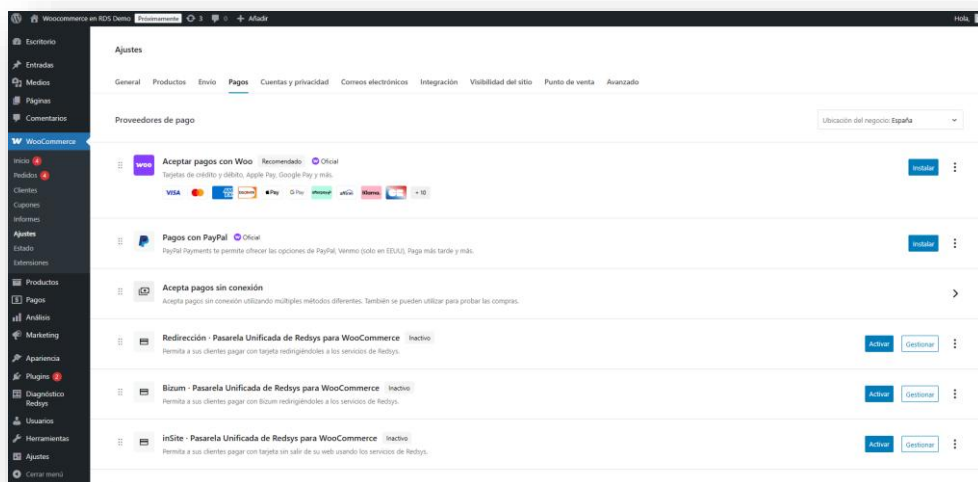 Woocommerce en RDS Demo Próximamente 3 0 + Añadir Hola,
Escritorio
Entradas
Medios
Páginas
Comentarios
WooCommerce
Inicio 4
Pedidos 4
Clientes
Cupones
Informes
Ajustes
Estado
Extensiones
Productos
Pagos
Análisis
Marketing
Apariencia
Plugins 2
Diagnóstico
Redsys
Usuarios
Herramientas
Ajustes
Cerrar menú
Ajustes
General Productos Envío Pagos Cuentas y privacidad Correos electrónicos Integración Visibilidad del sitio Punto de venta Avanzado
Proveedores de pago Ubicación del negocio: España
woo Aceptar pagos con Woo Recomendado Oficial Instalar
Tarjetas de crédito y débito, Apple Pay, Google Pay y más.
VISA Pay G Pay Klarna. + 10
Pagos con PayPal Oficial Instalar
PayPal Payments te permite ofrecer las opciones de PayPal, Venmo (solo en EEUU), Paga más tarde y más.
Acepta pagos sin conexión
Acepta pagos sin conexión utilizando múltiples métodos diferentes. También se pueden utilizar para probar las compras.
Redirección - Pasarela Unificada de Redsys para WooCommerce Inactivo Activar Gestionar
Permita a sus clientes pagar con tarjeta redirigiéndoles a los servicios de Redsys.
Bizum - Pasarela Unificada de Redsys para WooCommerce Inactivo Activar Gestionar
Permita a sus clientes pagar con Bizum redirigiéndoles a los servicios de Redsys.
inSite - Pasarela Unificada de Redsys para WooCommerce Inactivo Activar Gestionar
Permita a sus clientes pagar con tarjeta sin salir de su web usando los servicios de Redsys.